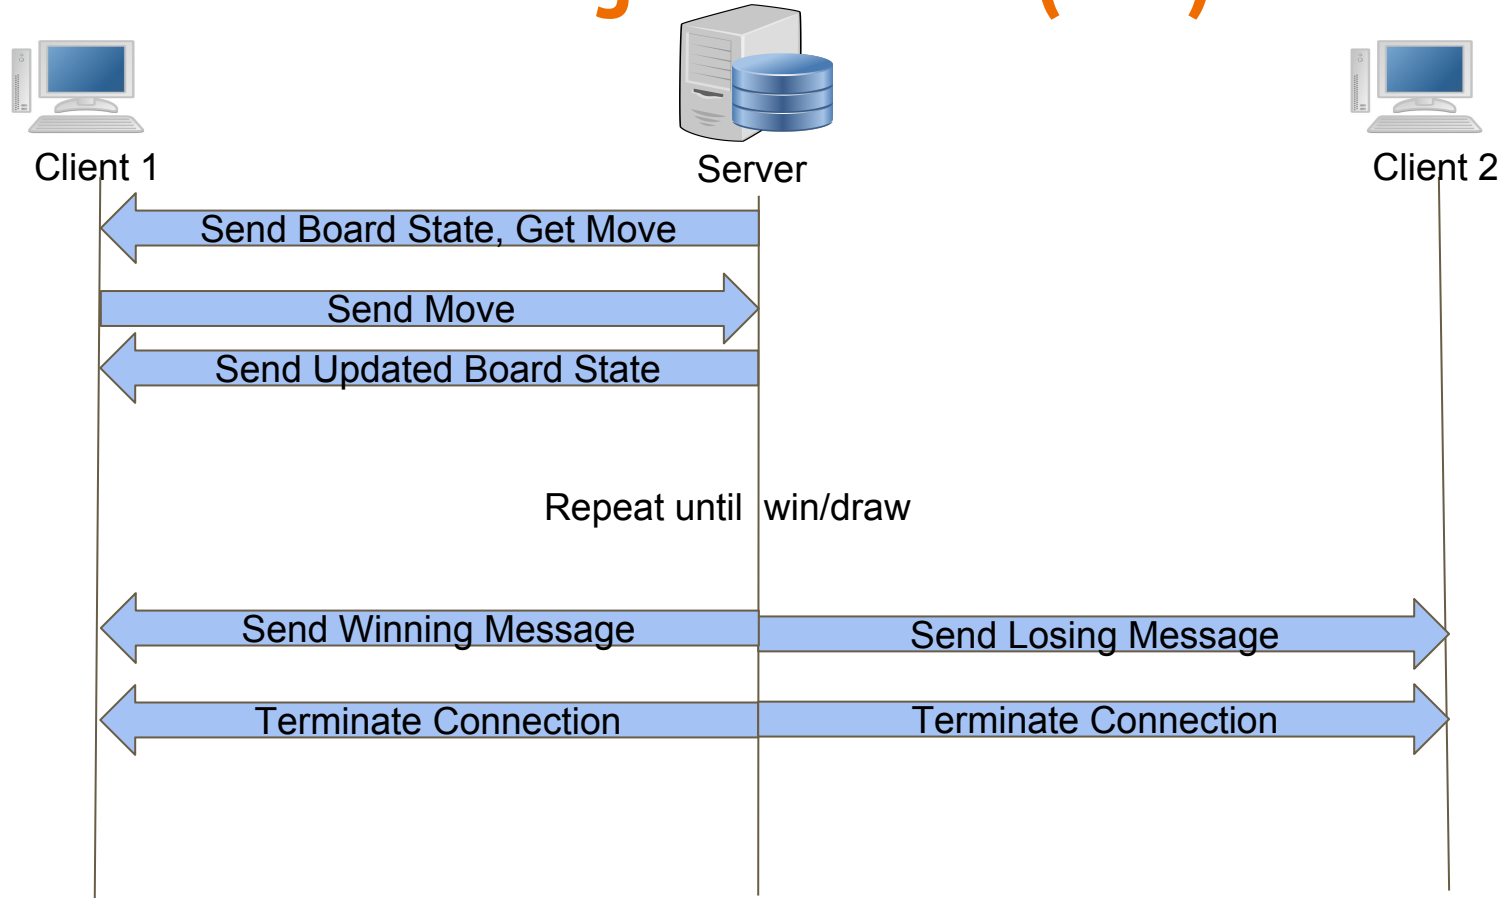 Client 1
Server
Client 2
Send Board State, Get Move
Send Move
Send Updated Board State
Repeat until win/draw
Send Winning Message
Send Losing Message
Terminate Connection
Terminate Connection